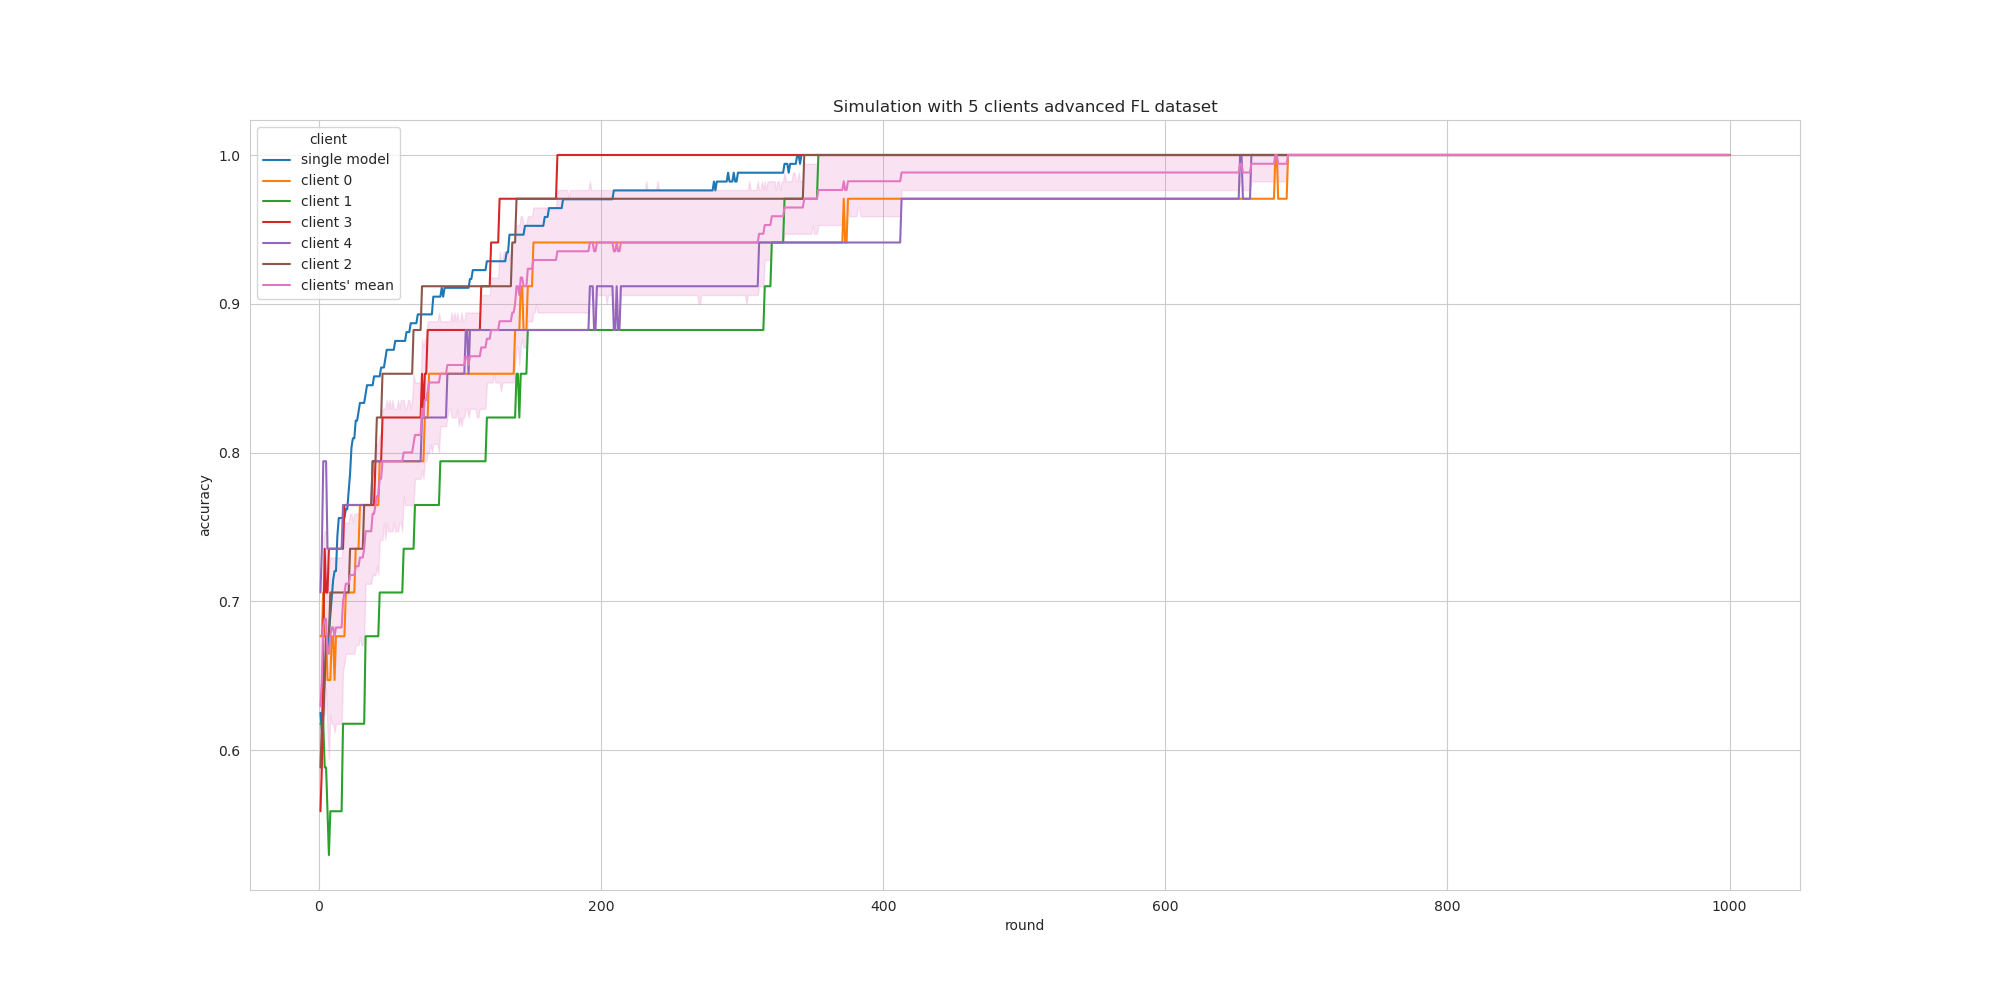 Simulation with 5 clients advanced FL dataset
client
single model
client 0
client 1
client 3
client 4
client 2
clients' mean
accuracy
1.0
0.9
0.8
0.7
0.6
0 200 400 600 800 1000
round